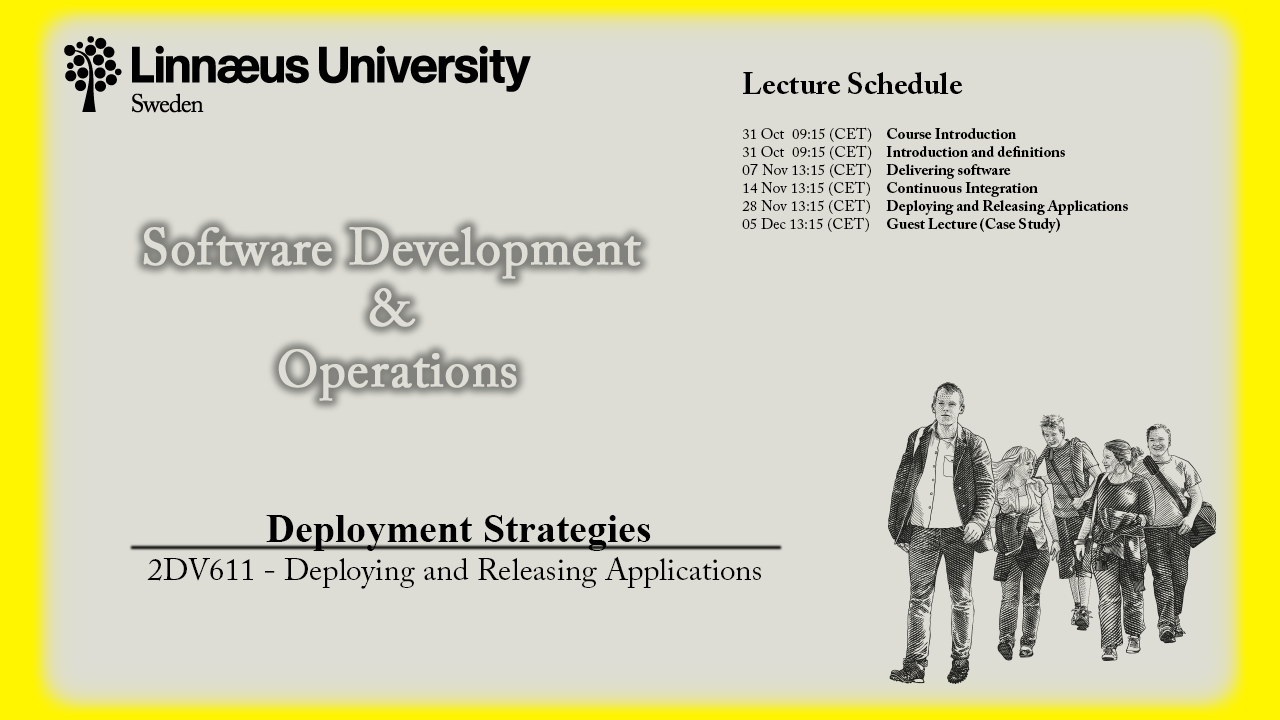 Linnæus University
Sweden
Lecture Schedule
31 Oct 09:15 (CET) Course Introduction
31 Oct 09:15 (CET) Introduction and definitions
07 Nov 13:15 (CET) Delivering software
14 Nov 13:15 (CET) Continuous Integration
28 Nov 13:15 (CET) Deploying and Releasing Applications
05 Dec 13:15 (CET) Guest Lecture (Case Study)
Software Development
&
Operations
Deployment Strategies
2DV611 - Deploying and Releasing Applications